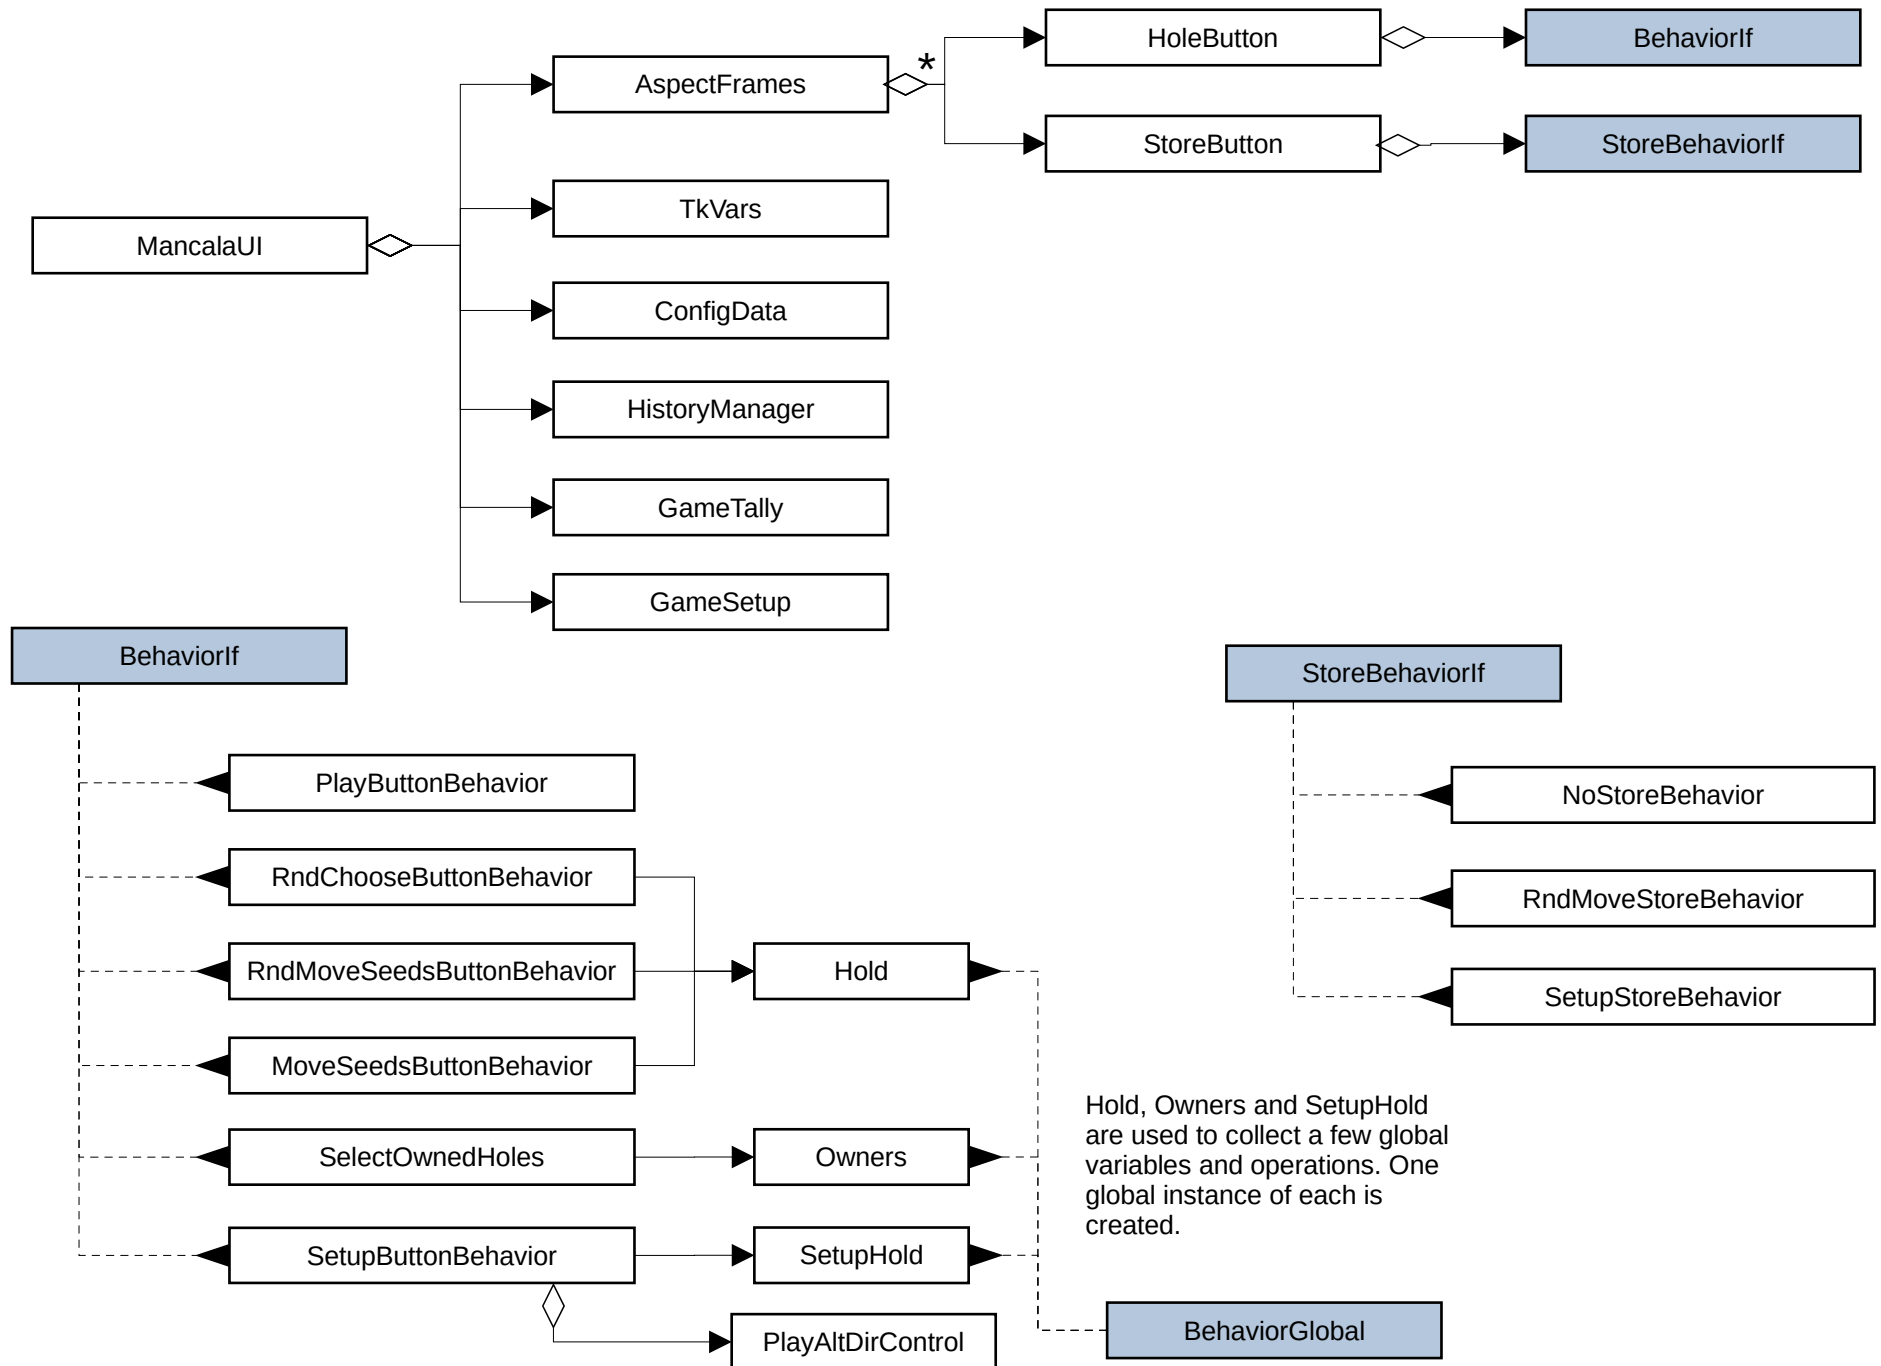 HoleButton
BehaviorIf
*
AspectFrames
StoreButton
StoreBehaviorIf
TkVars
MancalaUI
ConfigData
HistoryManager
GameTally
GameSetup
BehaviorIf
StoreBehaviorIf
PlayButtonBehavior
NoStoreBehavior
RndChooseButtonBehavior
RndMoveStoreBehavior
RndMoveSeedsButtonBehavior
Hold
SetupStoreBehavior
MoveSeedsButtonBehavior
Hold, Owners and SetupHold
are used to collect a few global
variables and operations. One
global instance of each is
created.
SelectOwnedHoles
Owners
SetupButtonBehavior
SetupHold
BehaviorGlobal
PlayAltDirControl